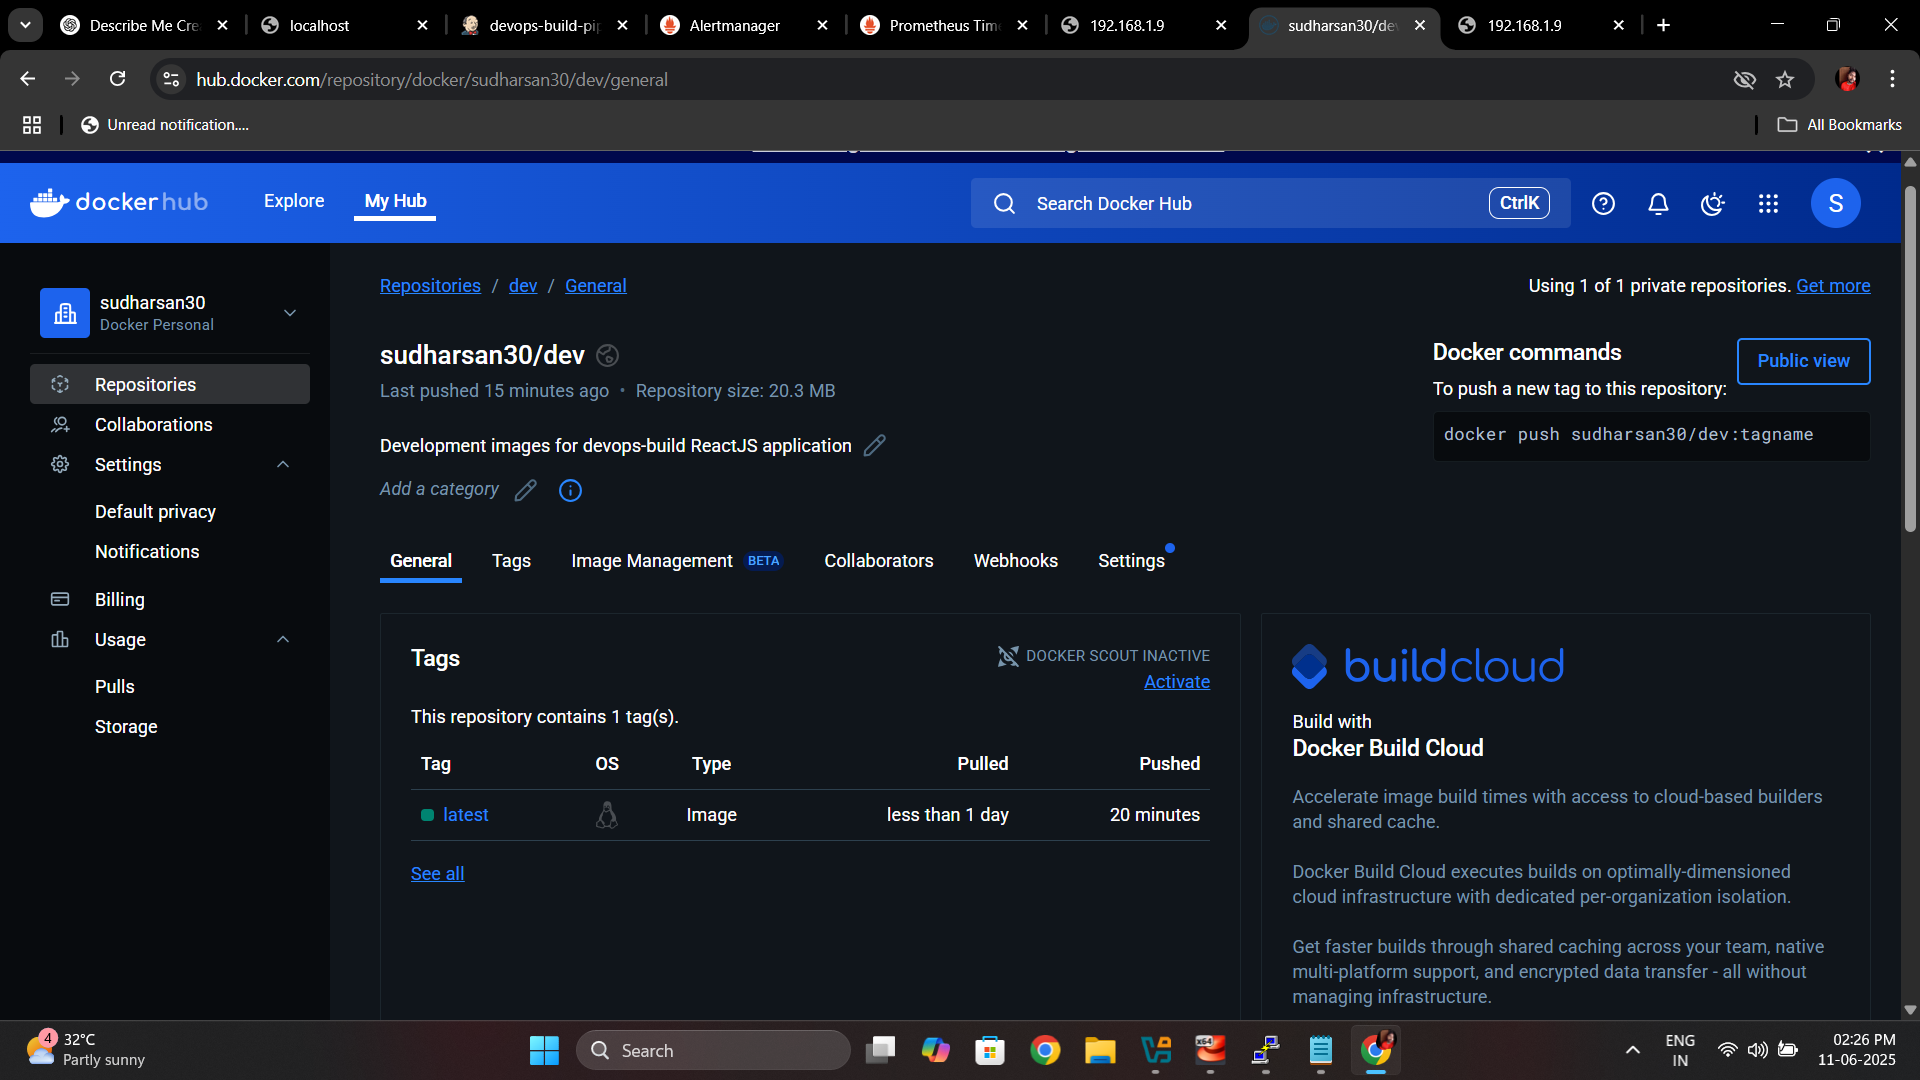 Describe Me Cre
localhost
devops-build-pip
Alertmanager
Prometheus Tim
192.168.1.9
sudharsan30/dev
192.168.1.9
hub.docker.com/repository/docker/sudharsan30/dev/general
Unread notification....
All Bookmarks
dockerhub
Explore
My Hub
Search Docker Hub
CtrlK
S
sudharsan30
Docker Personal
Repositories
Collaborations
Settings
Default privacy
Notifications
Billing
Usage
Pulls
Storage
Repositories / dev / General
Using 1 of 1 private repositories. Get more
sudharsan30/dev
Last pushed 15 minutes ago • Repository size: 20.3 MB
Development images for devops-build ReactJS application
Add a category
Docker commands
Public view
To push a new tag to this repository:
docker push sudharsan30/dev:tagname
General
Tags
Image Management BETA
Collaborators
Webhooks
Settings
Tags
DOCKER SCOUT INACTIVE
Activate
This repository contains 1 tag(s).
Tag OS Type Pulled Pushed
latest Image less than 1 day 20 minutes
See all
buildcloud
Build with
Docker Build Cloud
Accelerate image build times with access to cloud-based builders
and shared cache.
Docker Build Cloud executes builds on optimally-dimensioned
cloud infrastructure with dedicated per-organization isolation.
Get faster builds through shared caching across your team, native
multi-platform support, and encrypted data transfer - all without
managing infrastructure.
4
32°C
Partly sunny
Search
x64
ENG
IN
02:26 PM
11-06-2025